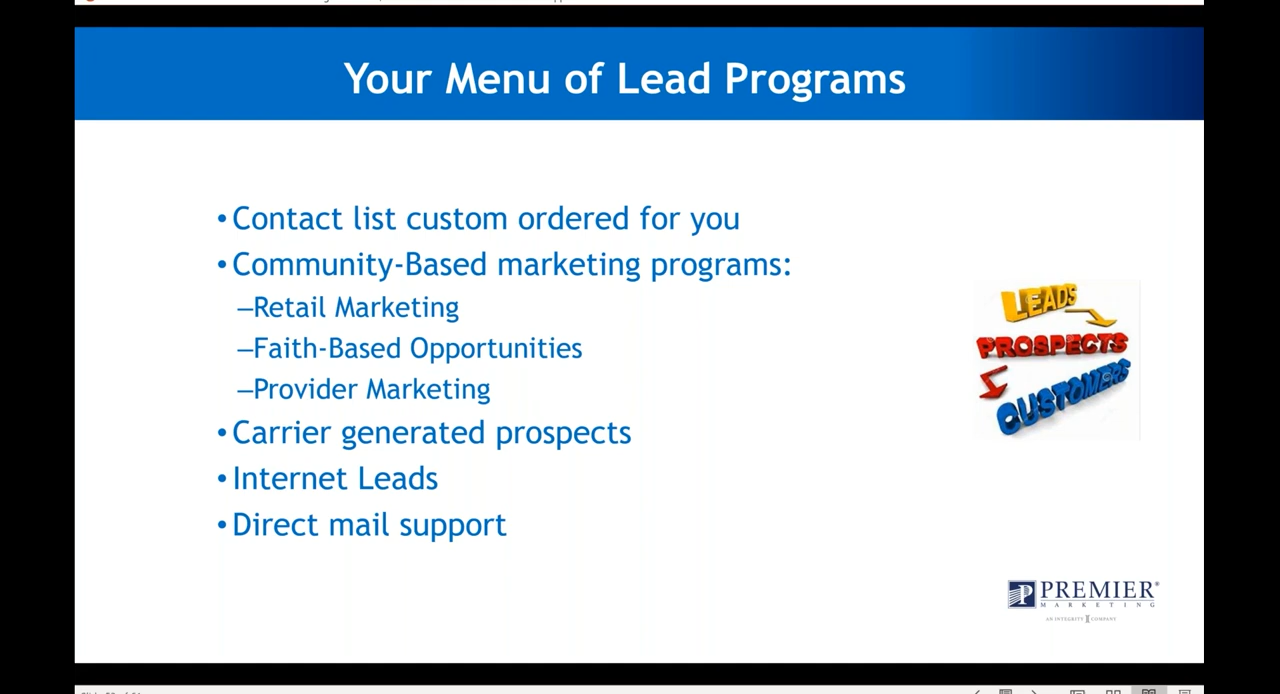 Your Menu of Lead Programs
•Contact list custom ordered for you
•Community-Based marketing programs:
–Retail Marketing
–Faith-Based Opportunities
–Provider Marketing
•Carrier generated prospects
•Internet Leads
•Direct mail support
LEADS
PROSPECTS
CUSTOMERS
PREMIER®
MARKETING
AN INTEGRITY COMPANY